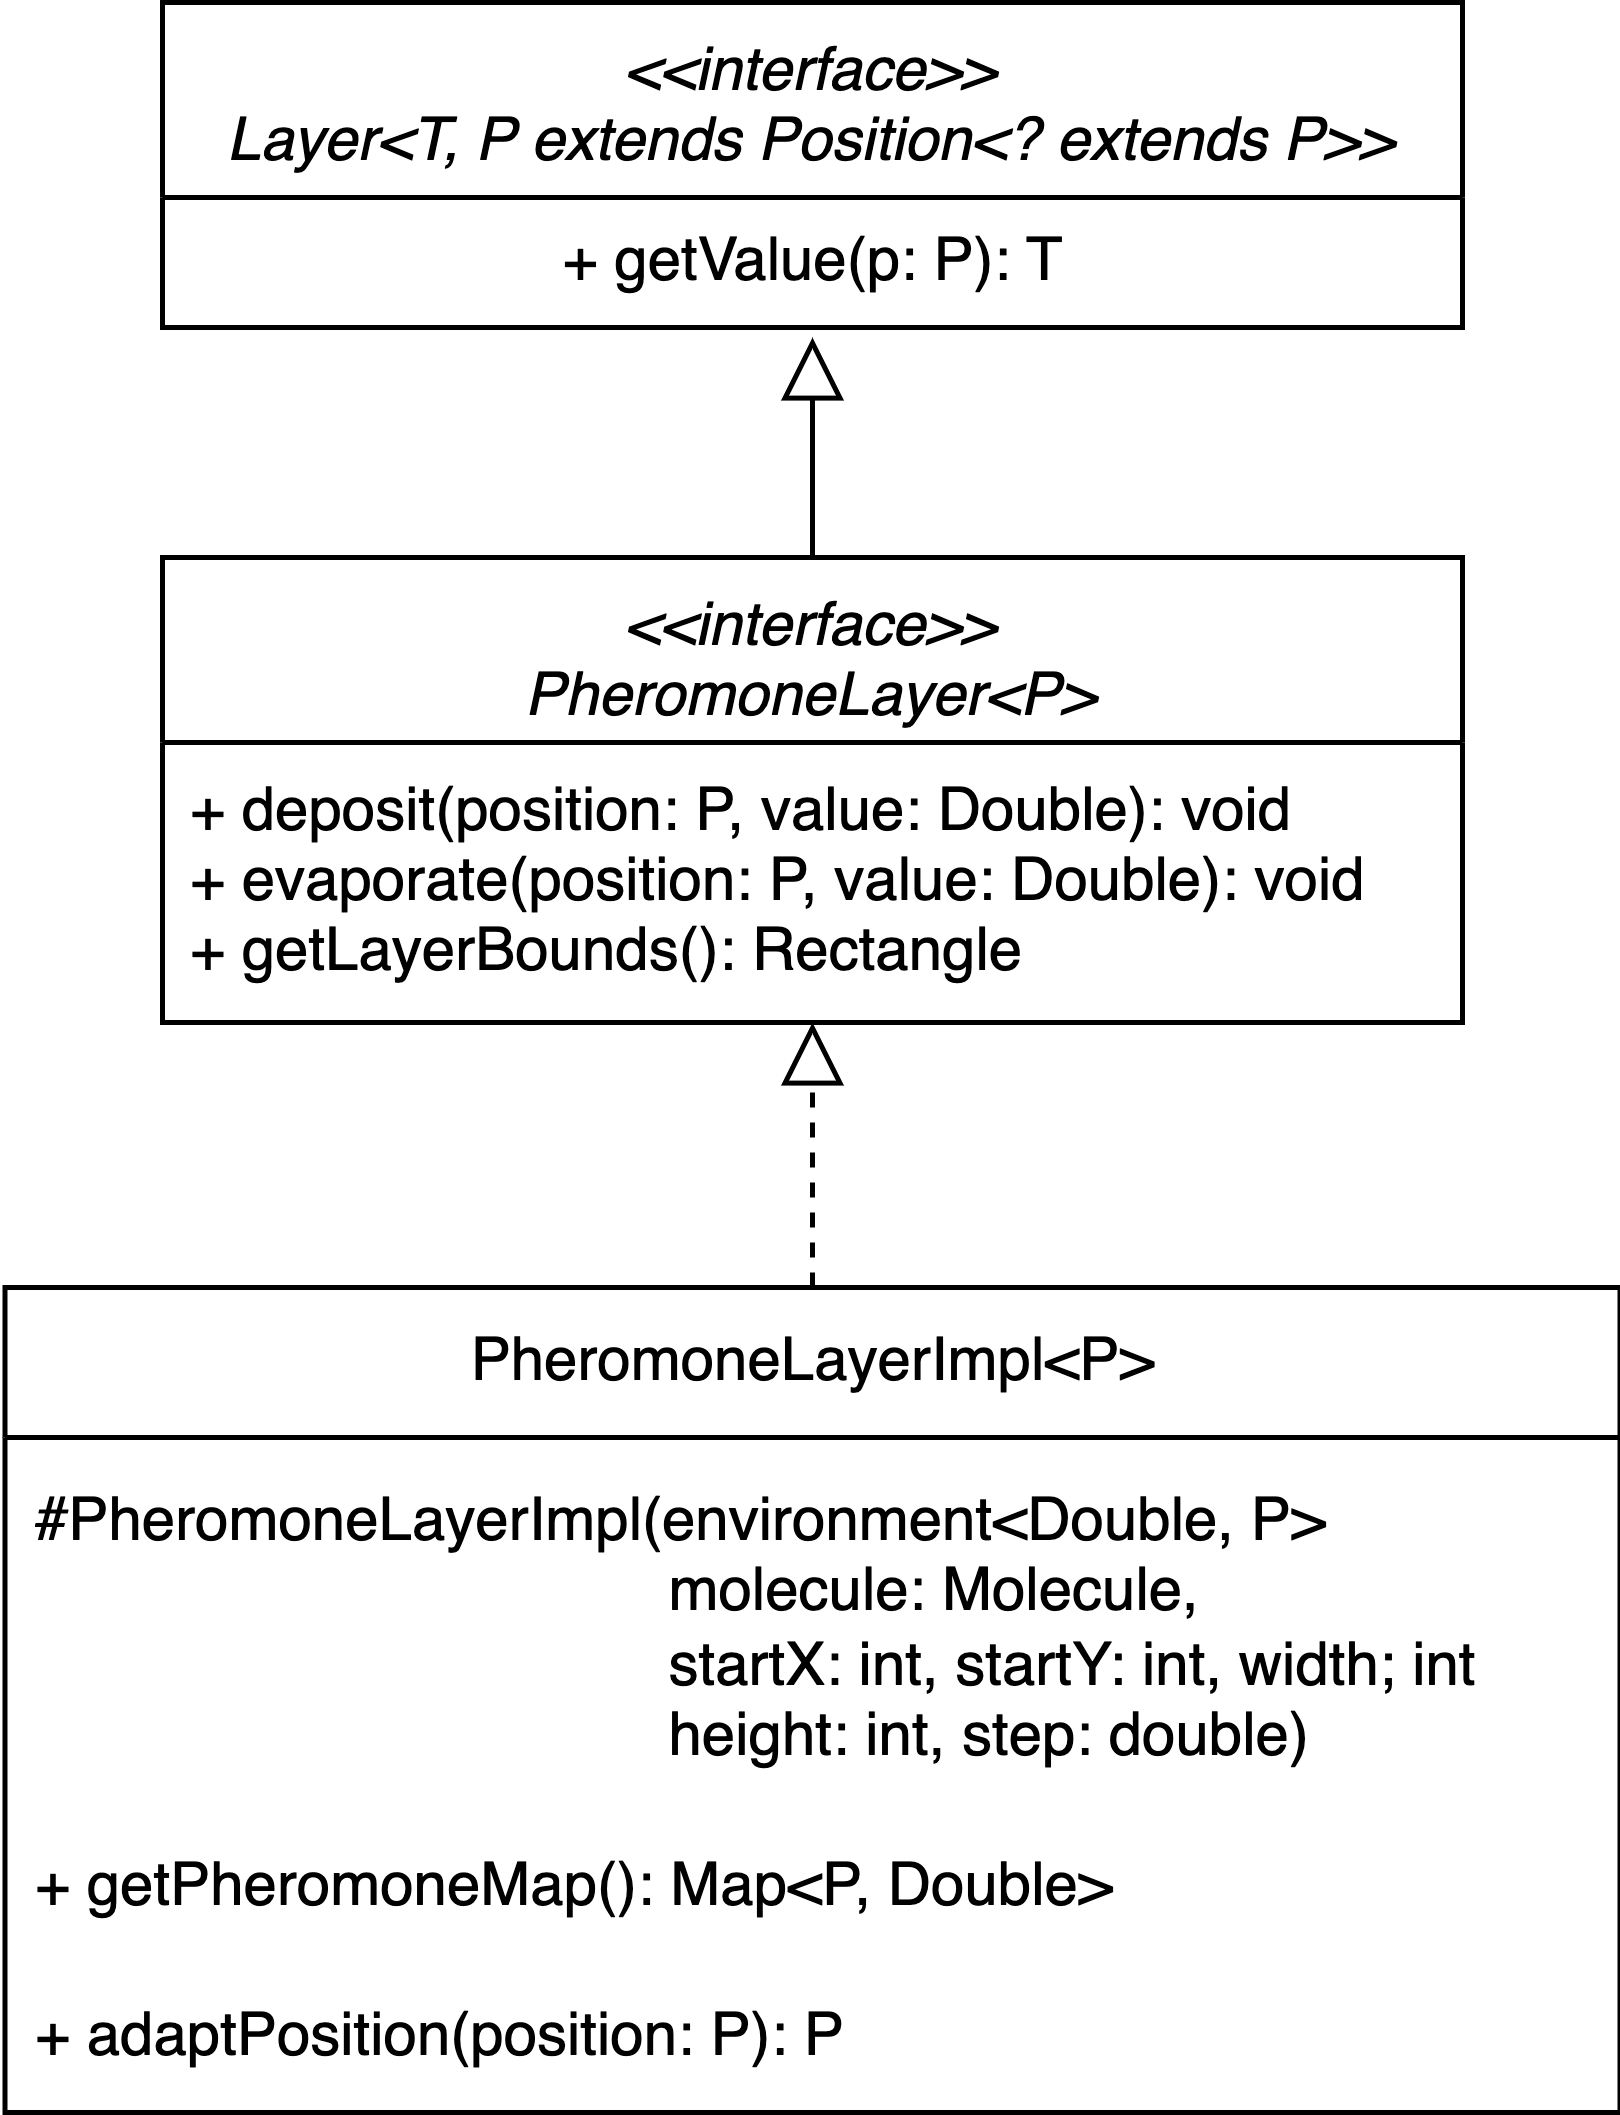 <<interface>>
Layer<T, P extends Position<? extends P>>
+ getValue(p: P): T
<<interface>>
PheromoneLayer<P>
+ deposit(position: P, value: Double): void
+ evaporate(position: P, value: Double): void
+ getLayerBounds(): Rectangle
PheromoneLayerImpl<P>
#PheromoneLayerImpl(environment<Double, P>
molecule: Molecule,
startX: int, startY: int, width; int
height: int, step: double)
+ getPheromoneMap(): Map<P, Double>
+ adaptPosition(position: P): P